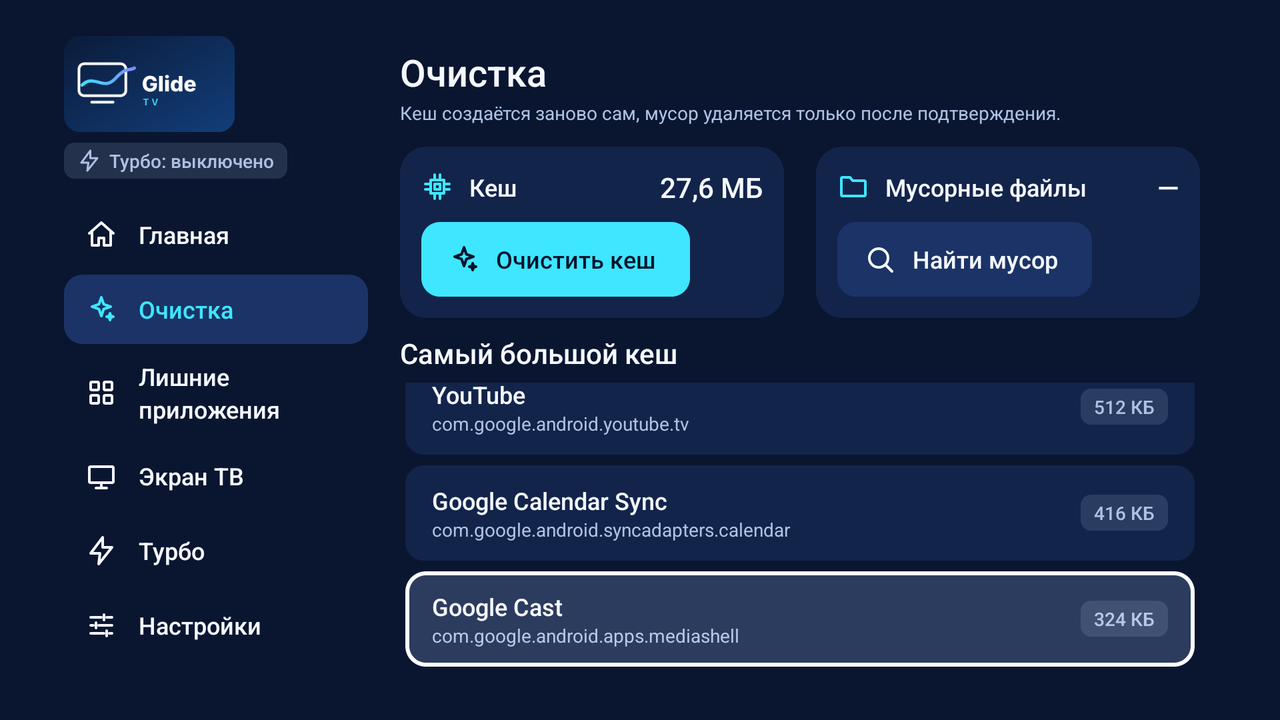 Glide
TV
Турбо: выключено
Главная
Очистка
Лишние
приложения
Экран ТВ
Турбо
Настройки
Очистка
Кеш создаётся заново сам, мусор удаляется только после подтверждения.
Кеш
27,6 МБ
Очистить кеш
Мусорные файлы
—
Найти мусор
Самый большой кеш
YouTube
com.google.android.youtube.tv
512 КБ
Google Calendar Sync
com.google.android.syncadapters.calendar
416 КБ
Google Cast
com.google.android.apps.mediashell
324 КБ